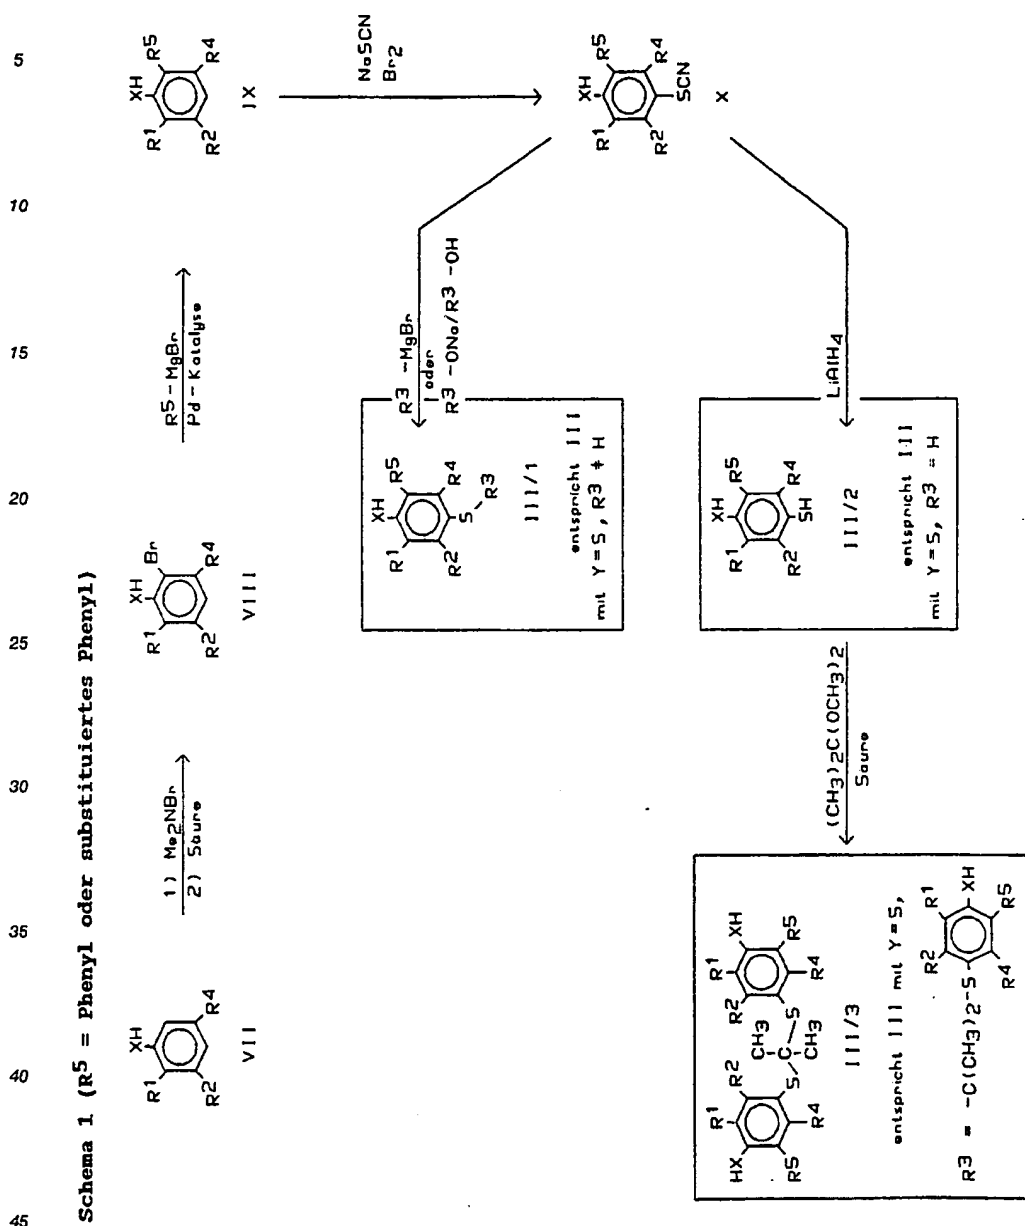 Schema 1 (R5 = Phenyl oder substituiertes Phenyl)
XH
R1
R2
R4
VII
1) Me2NBr
2) Säure
XH
R1
Br
R2
R4
VIII
R5 - MgBr
Pd - Katalyse
XH
R1
R5
R2
R4
IX
NaSCN
Br2
XH
R1
R5
R2
R4
SCN
X
R3 -MgBr
oder
R3 -ONa/R3 -OH
XH
R1
R5
R2
R4
S
R3
III/1
entspricht III
mit Y=S, R3 ≠ H
LiAlH4
XH
R1
R5
R2
R4
SH
III/2
entspricht III
mit Y=S, R3 = H
(CH3)2C(OCH3)2
Säure
R1
R2
CH3
R2
R1
HX
S
C
S
XH
R5
R4
CH3
R4
R5
III/3
entspricht III mit Y=S,
R3 = -C(CH3)2-S
R2
R1
XH
R4
R5
5
10
15
20
25
30
35
40
45